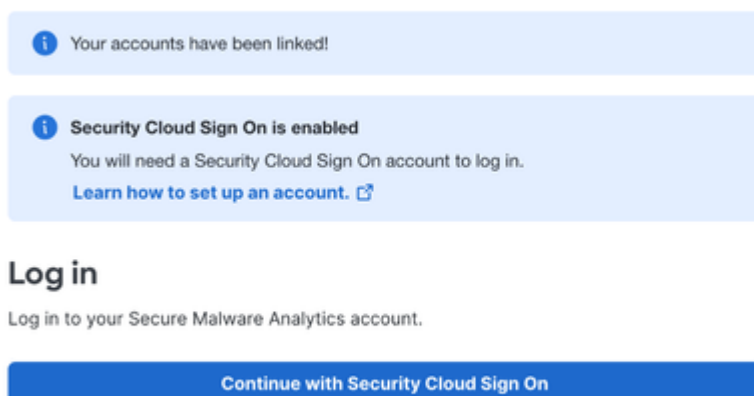 Your accounts have been linked!
Security Cloud Sign On is enabled
You will need a Security Cloud Sign On account to log in.
Learn how to set up an account.
Log in
Log in to your Secure Malware Analytics account.
Continue with Security Cloud Sign On